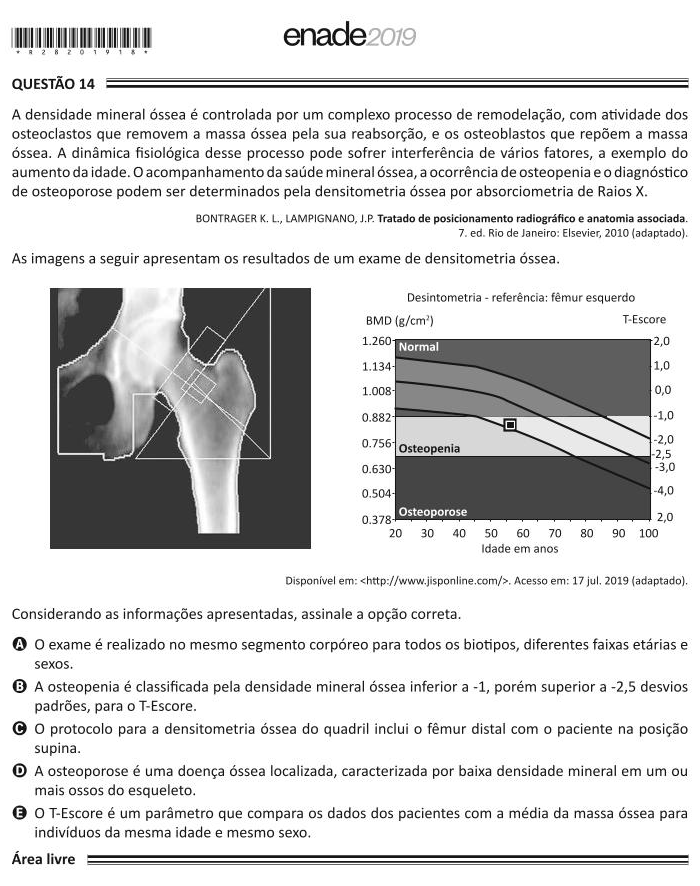 * R 2 8 2 0 1 9 1 8 *
enade2019
QUESTÃO 14
A densidade mineral óssea é controlada por um complexo processo de remodelação, com atividade dos
osteoclastos que removem a massa óssea pela sua reabsorção, e os osteoblastos que repõem a massa
óssea. A dinâmica fisiológica desse processo pode sofrer interferência de vários fatores, a exemplo do
aumento da idade. O acompanhamento da saúde mineral óssea, a ocorrência de osteopenia e o diagnóstico
de osteoporose podem ser determinados pela densitometria óssea por absorciometria de Raios X.
BONTRAGER K. L., LAMPIGNANO, J.P. Tratado de posicionamento radiográfico e anatomia associada.
7. ed. Rio de Janeiro: Elsevier, 2010 (adaptado).
As imagens a seguir apresentam os resultados de um exame de densitometria óssea.
Desintometria - referência: fêmur esquerdo
BMD (g/cm²) T-Escore
1.260 Normal 2,0
1.134 1,0
1.008 0,0
0.882 -1,0
0.756 -2,0
Osteopenia -2,5
0.630 -3,0
0.504 -4,0
Osteoporose
0.378 2,0
20 30 40 50 60 70 80 90 100
Idade em anos
Disponível em: <http://www.jisponline.com/>. Acesso em: 17 jul. 2019 (adaptado).
Considerando as informações apresentadas, assinale a opção correta.
A O exame é realizado no mesmo segmento corpóreo para todos os biotipos, diferentes faixas etárias e
sexos.
B A osteopenia é classificada pela densidade mineral óssea inferior a -1, porém superior a -2,5 desvios
padrões, para o T-Escore.
C O protocolo para a densitometria óssea do quadril inclui o fêmur distal com o paciente na posição
supina.
D A osteoporose é uma doença óssea localizada, caracterizada por baixa densidade mineral em um ou
mais ossos do esqueleto.
E O T-Escore é um parâmetro que compara os dados dos pacientes com a média da massa óssea para
indivíduos da mesma idade e mesmo sexo.
Área livre